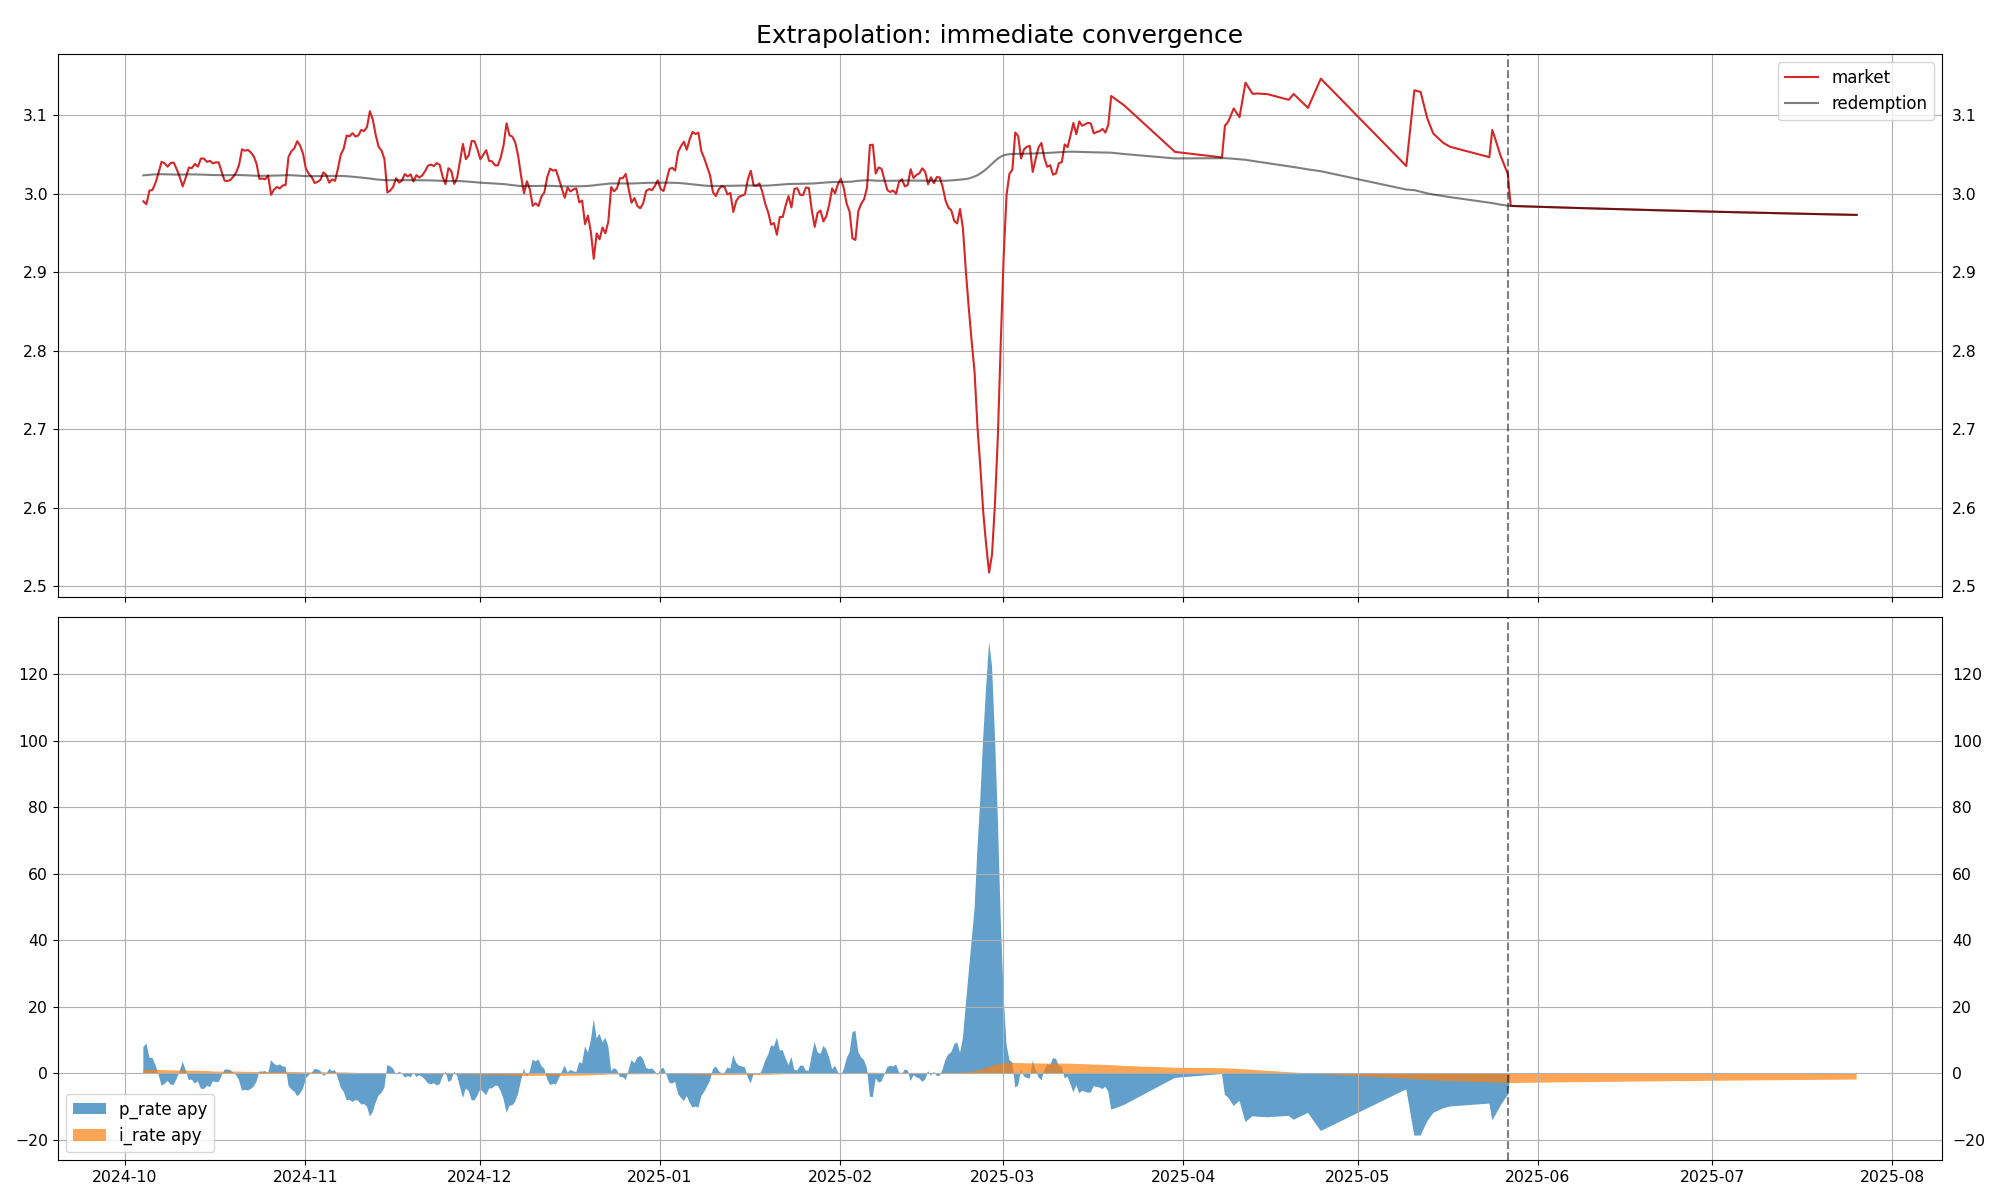 Extrapolation: immediate convergence
market
redemption
3.1 3.1
3.0 3.0
2.9 2.9
2.8 2.8
2.7 2.7
2.6 2.6
2.5 2.5
120 120
100 100
80 80
60 60
40 40
20 20
0 0
p_rate apy
i_rate apy
−20 −20
2024-10 2024-11 2024-12 2025-01 2025-02 2025-03 2025-04 2025-05 2025-06 2025-07 2025-08